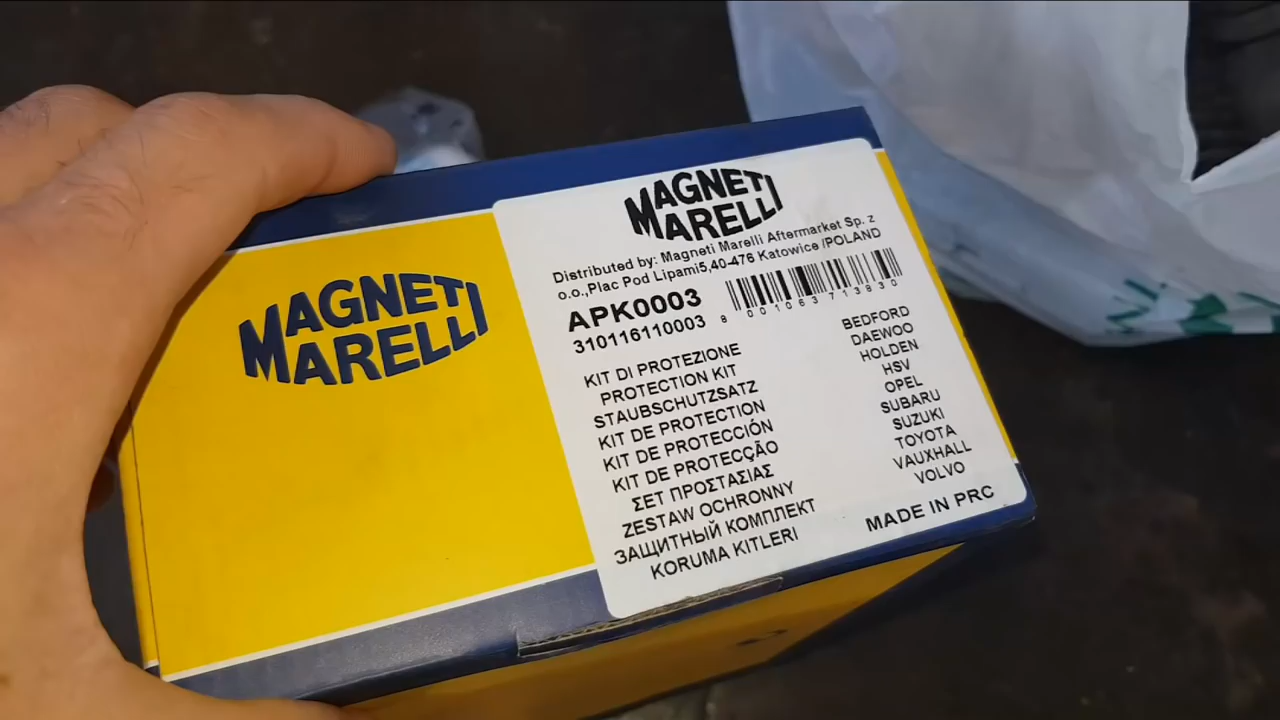 MAGNETI
MARELLI
MAGNETI
MARELLI
Distributed by: Magneti Marelli Aftermarket Sp. z
o.o.,Plac Pod Lipami5,40-476 Katowice /POLAND
APK0003
310116110003
8 001063 713930
KIT DI PROTEZIONE
PROTECTION KIT
STAUBSCHUTZSATZ
KIT DE PROTECTION
KIT DE PROTECCIÓN
KIT DE PROTECÇÃO
ΣΕΤ ΠΡΟΣΤΑΣΙΑΣ
ZESTAW OCHRONNY
ЗАЩИТНЫЙ КОМПЛЕКТ
KORUMA KITLERI
BEDFORD
DAEWOO
HOLDEN
HSV
OPEL
SUBARU
SUZUKI
TOYOTA
VAUXHALL
VOLVO
MADE IN PRC